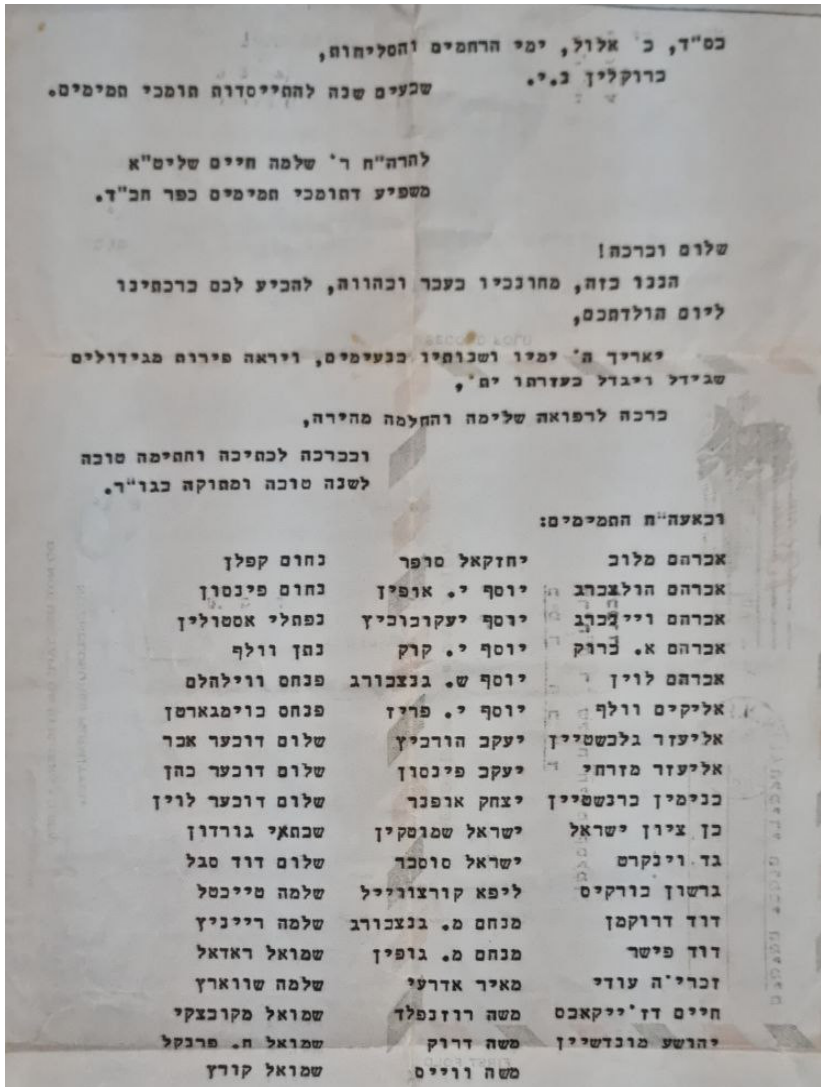 בס"ד, כ' אלול, ימי הרחמים והסליחות,
ברוקלין נ.י.
שבעים שנה להתייסדות תומכי תמימים.
להרה"ח ר' שלמה חיים שליט"א
משפיע דתומכי תמימים כפר חב"ד.
שלום וברכה!
הננו בזה, מחונכיו בעבר ובהווה, להביע לכם ברכתינו
ליום הולדתכם,
יאריך ה' ימיו ושנותיו בנעימים, ויראה פירות מגידולים
שגידל ויגדל בעזרתו ית',
ברכה לרפואה שלימה והחלמה מהירה,
ובברכה לכתיבה וחתימה טובה
לשנה טובה ומתוקה בגו"ר.
ובאעה"ח התמימים:
אברהם מלוב יחזקאל סופר נחום קפלן
אברהם הולצברג יוסף י. אופין נחום פינסון
אברהם ויינברג יוסף יעקובוביץ נפתלי אסטולין
אברהם א. ברוק יוסף י. קוק נתן וולף
אברהם לוין יוסף ש. גנצבורג פנחס ווילהלם
אליקים וולף יוסף י. פריז פנחס בוימגארטן
אליעזר גלבשטיין יעקב הורביץ שלום דובער אבר
אליעזר מזרחי יעקב פינסון שלום דובער כהן
בנימין ברנשטיין יצחק אופנר שלום דובער לוין
בן ציון ישראל ישראל שמוטקין שבתאי גורדון
גד וינקרט ישראל סוסבר שלום דוד סגל
גרשון בורקיס ליפא קורצווייל שלמה טייכטל
דוד דרוקמן מנחם מ. גנצבורג שלמה רייניץ
דוד פישר מנחם מ. גופין שמואל ראדאל
זכרי'ה עודי מאיר אדרעי שלמה שווארץ
חיים דז'ייקאבס משה רוזנפלד שמואל מקובצקי
יהושע מונדשיין משה דרוק שמואל ח. פרנקל
משה ווייס שמואל קורץ